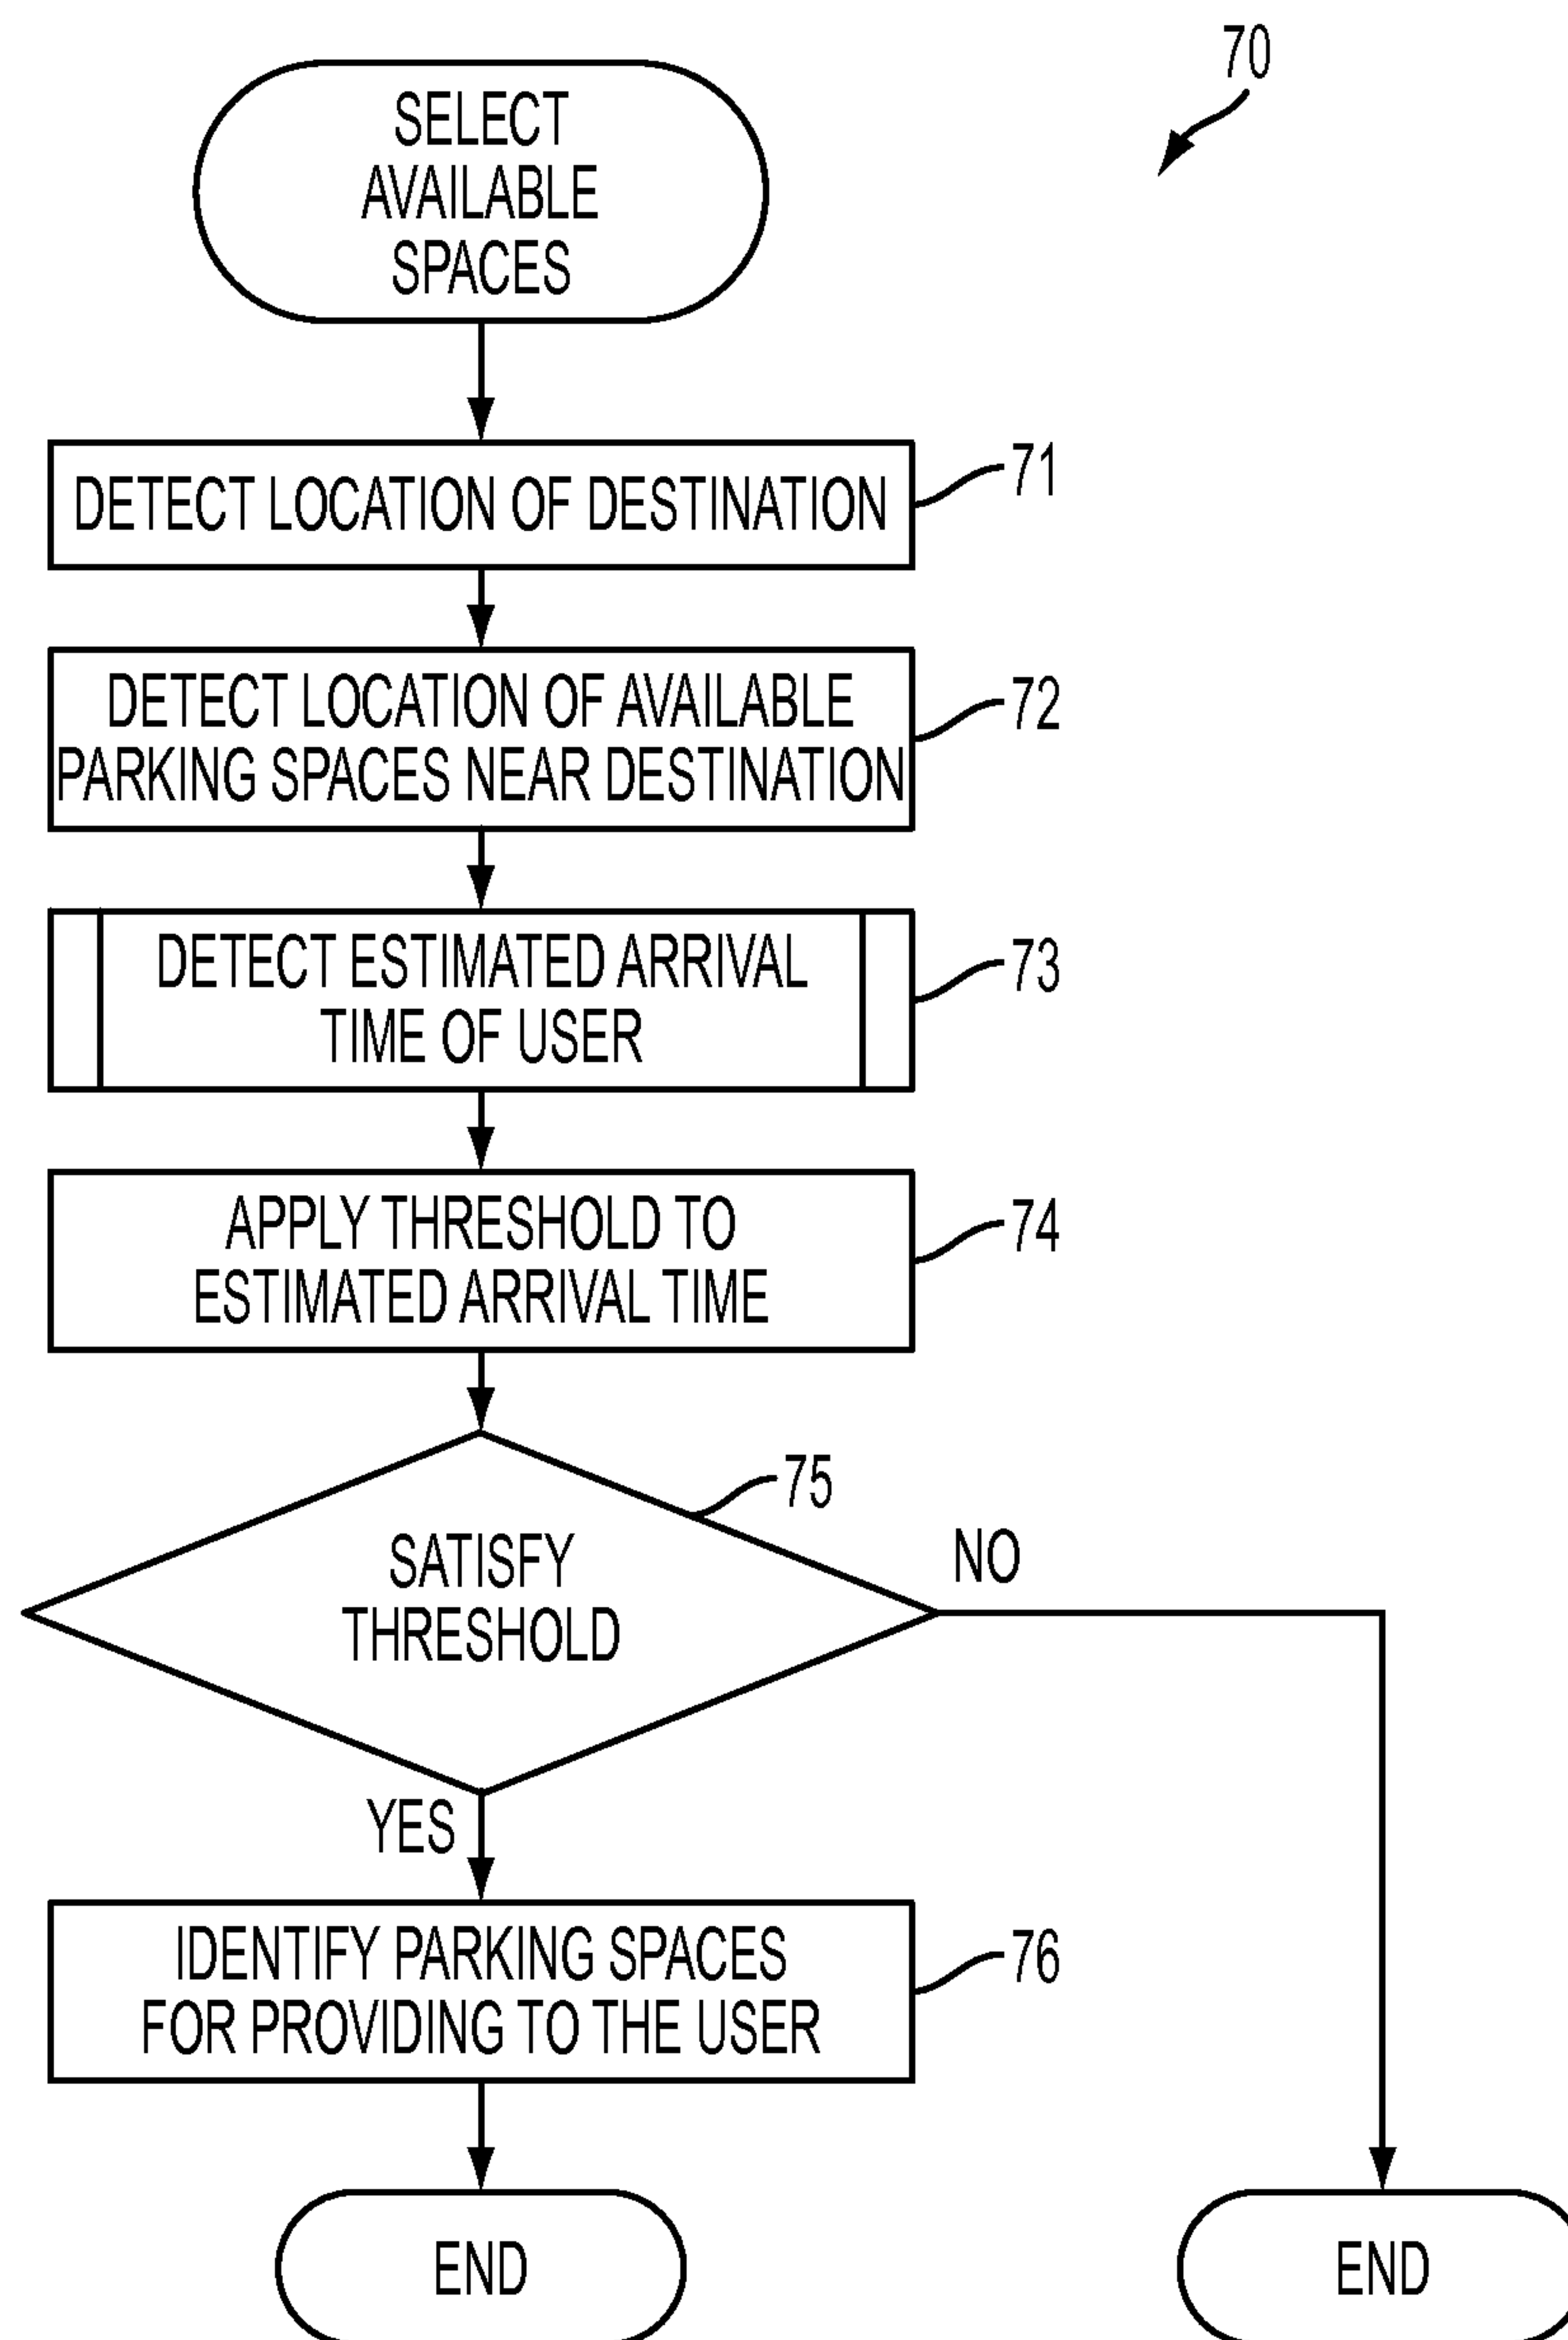 70
SELECT
AVAILABLE
SPACES
DETECT LOCATION OF DESTINATION
71
DETECT LOCATION OF AVAILABLE
PARKING SPACES NEAR DESTINATION
72
DETECT ESTIMATED ARRIVAL
TIME OF USER
73
APPLY THRESHOLD TO
ESTIMATED ARRIVAL TIME
74
75
SATISFY
THRESHOLD
NO
YES
IDENTIFY PARKING SPACES
FOR PROVIDING TO THE USER
76
END
END